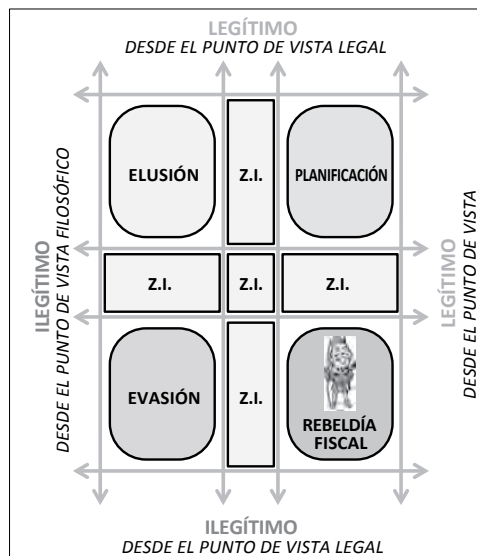 LEGÍTIMO
DESDE EL PUNTO DE VISTA LEGAL
ILEGÍTIMO
DESDE EL PUNTO DE VISTA FILOSÓFICO
ELUSIÓN
Z.I.
PLANIFICACIÓN
Z.I.
Z.I.
Z.I.
EVASIÓN
Z.I.
REBELDÍA
FISCAL
LEGÍTIMO
DESDE EL PUNTO DE VISTA
ILEGÍTIMO
DESDE EL PUNTO DE VISTA LEGAL